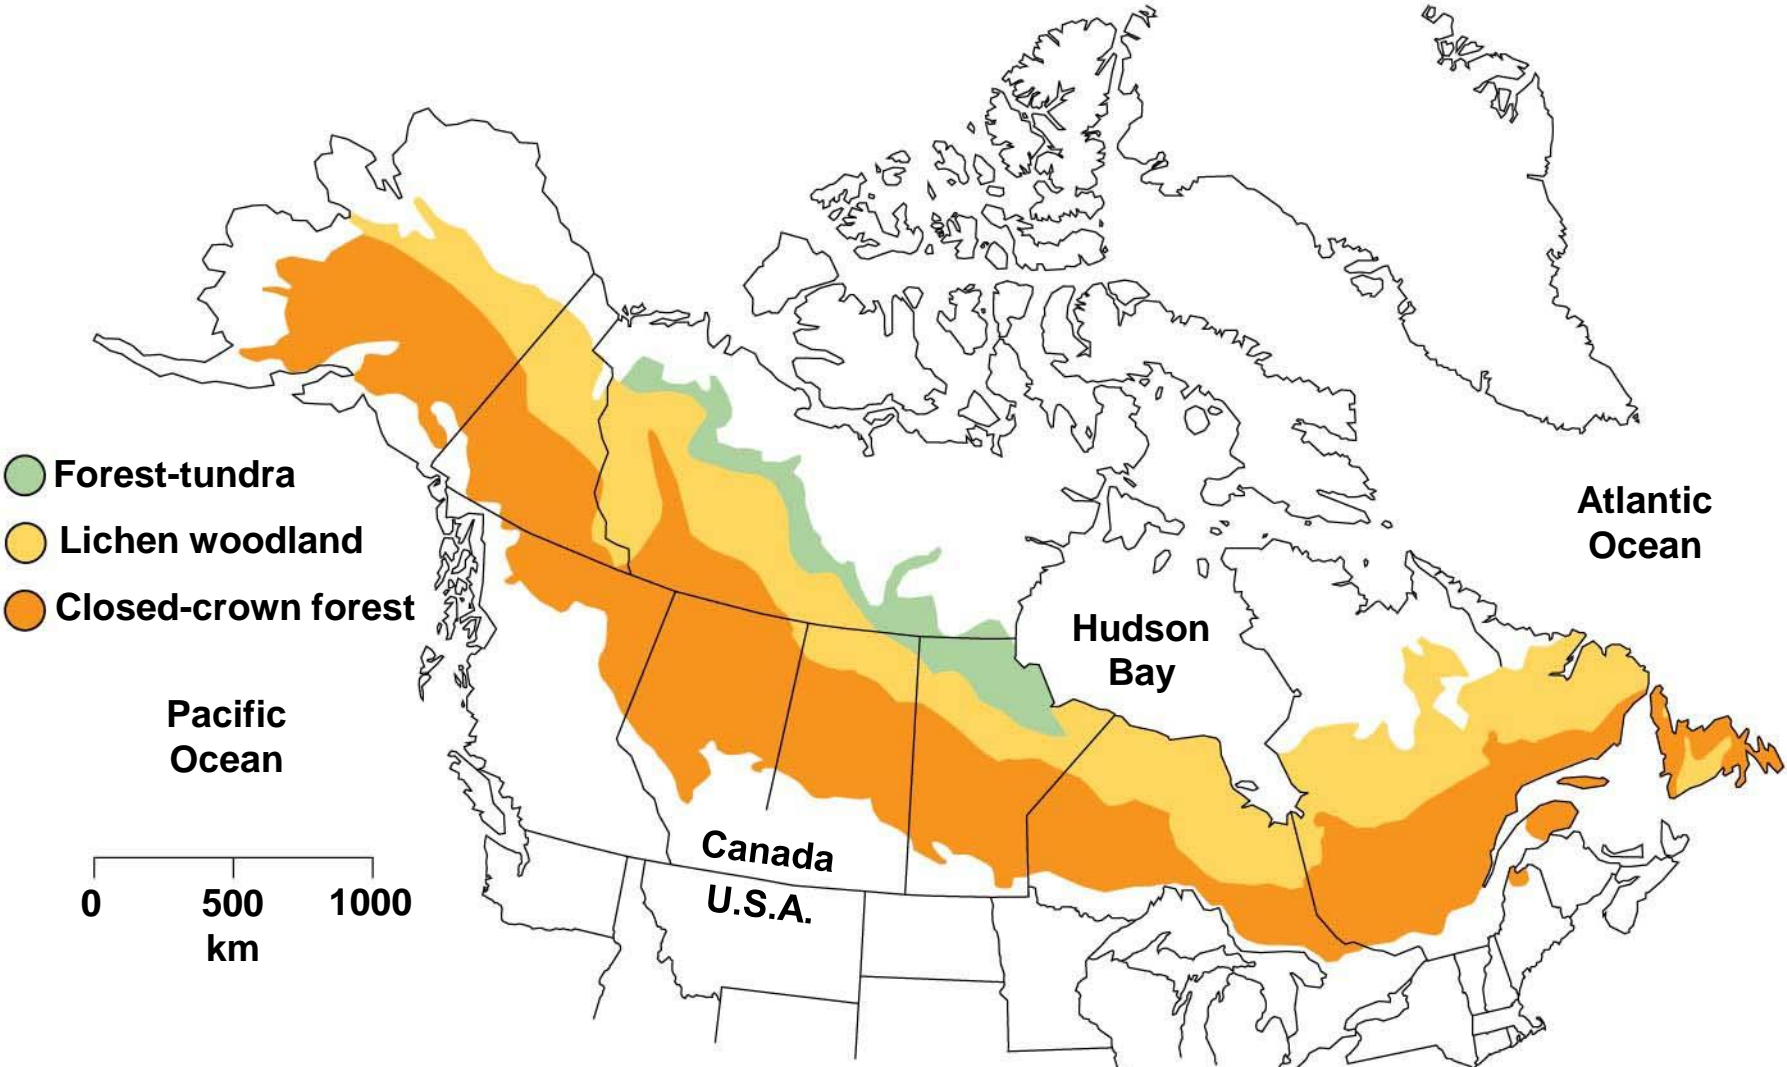 Forest-tundra
Lichen woodland
Closed-crown forest
Pacific
Ocean
Atlantic
Ocean
Hudson
Bay
Canada
U.S.A.
0 500 1000
km